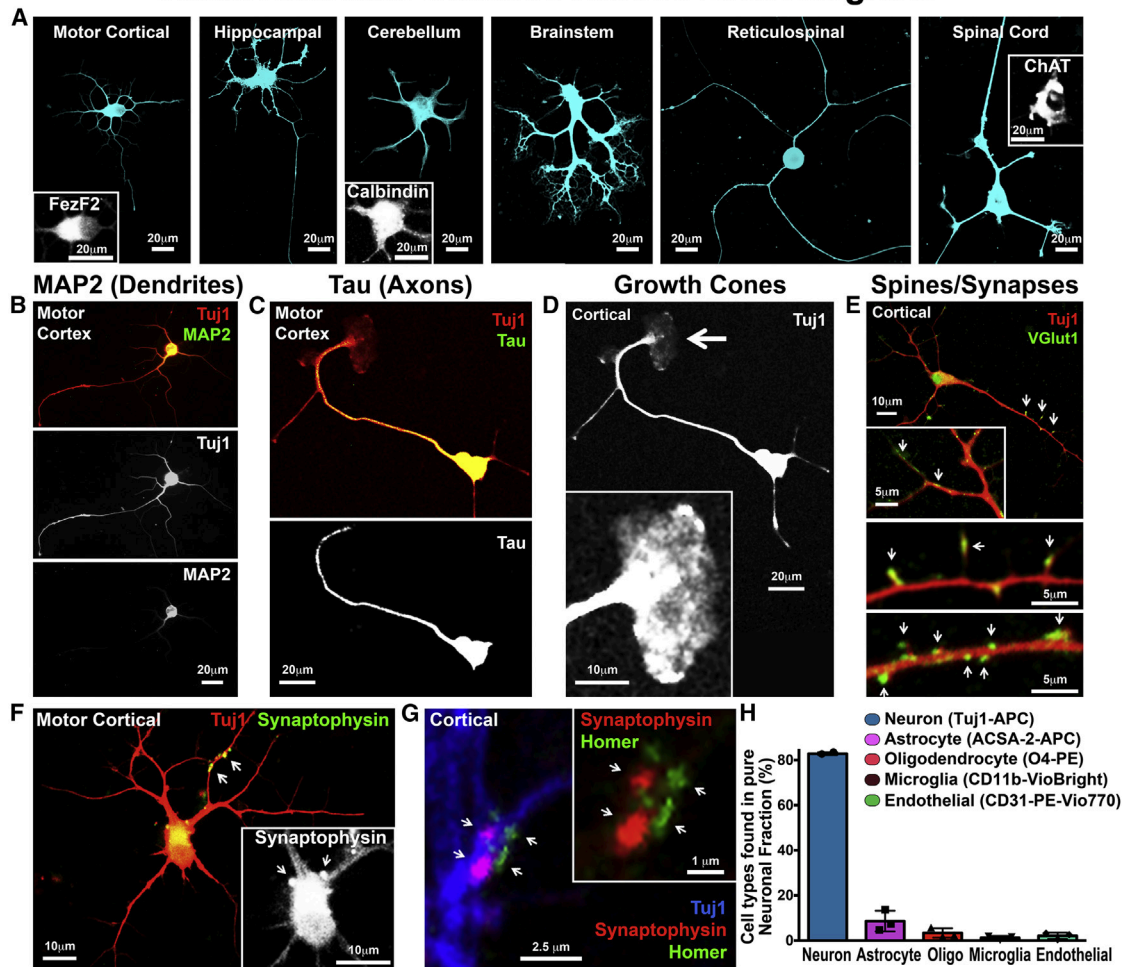 A
Motor Cortical
Hippocampal
Cerebellum
Brainstem
Reticulospinal
Spinal Cord
FezF2
20μm
20μm
20μm
Calbindin
20μm
20μm
20μm
20μm
ChAT
20μm
20μm
MAP2 (Dendrites)
Tau (Axons)
Growth Cones
Spines/Synapses
B
Motor
Cortex
Tuj1
MAP2
Tuj1
MAP2
20μm
C
Motor
Cortex
Tuj1
Tau
Tau
20μm
D
Cortical
Tuj1
20μm
10μm
E
Cortical
Tuj1
VGlut1
10μm
5μm
5μm
5μm
F
Motor Cortical
Tuj1
Synaptophysin
Synaptophysin
10μm
10μm
G
Cortical
Synaptophysin
Homer
1 μm
Tuj1
Synaptophysin
Homer
2.5 μm
H
Neuron (Tuj1-APC)
Astrocyte (ACSA-2-APC)
Oligodendrocyte (O4-PE)
Microglia (CD11b-VioBright)
Endothelial (CD31-PE-Vio770)
Cell types found in pure
Neuronal Fraction (%)
80
60
40
20
0
Neuron Astrocyte Oligo Microglia Endothelial